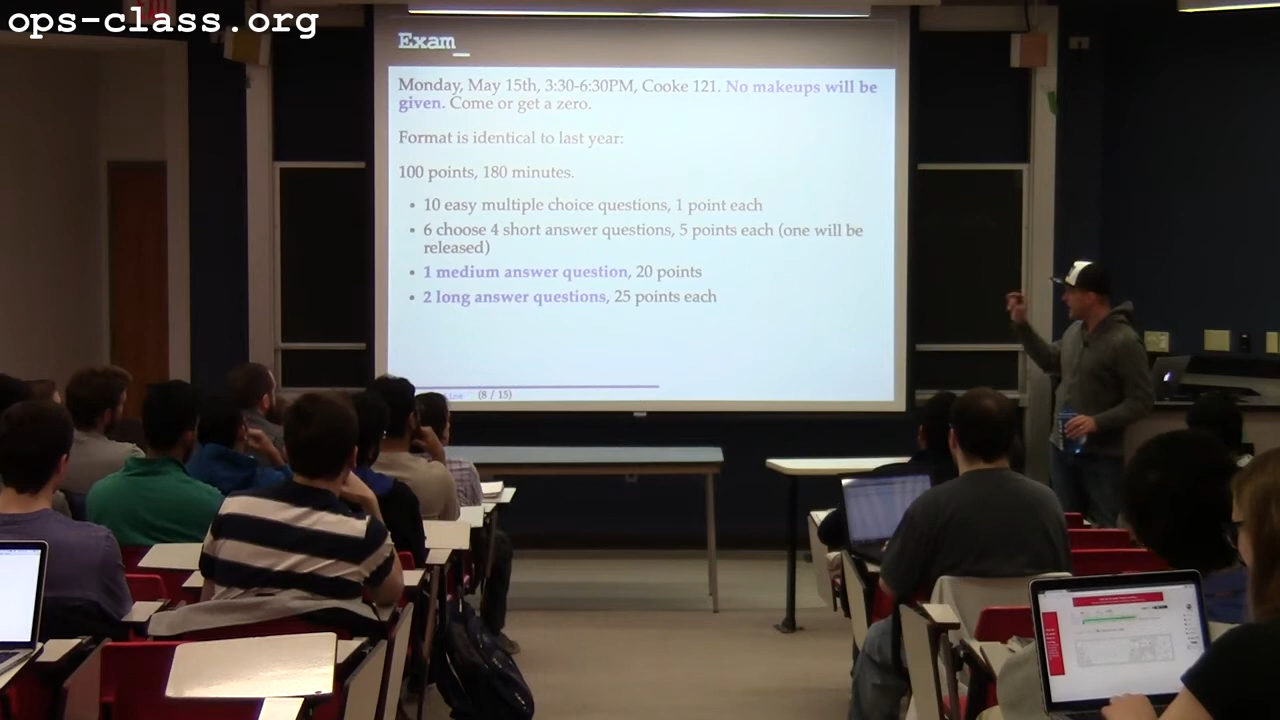 ops-class.org
Exam_
Monday, May 15th, 3:30-6:30PM, Cooke 121. No makeups will be
given. Come or get a zero.
Format is identical to last year:
100 points, 180 minutes.
• 10 easy multiple choice questions, 1 point each
• 6 choose 4 short answer questions, 5 points each (one will be
released)
• 1 medium answer question, 20 points
• 2 long answer questions, 25 points each
(8 / 15)